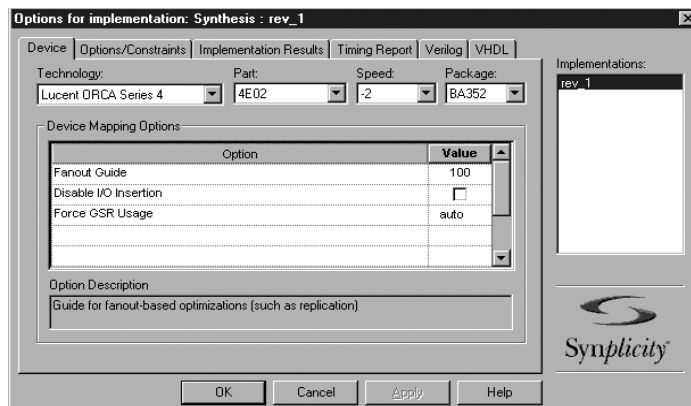 Options for implementation: Synthesis : rev_1
Device Options/Constraints Implementation Results Timing Report Verilog VHDL
Technology: Part: Speed: Package:
Lucent ORCA Series 4 4E02 -2 BA352
Device Mapping Options
Option Value
Fanout Guide 100
Disable I/O Insertion
Force GSR Usage auto
Option Description
Guide for fanout-based optimizations (such as replication)
Implementations:
rev_1
Synplicity
OK Cancel Apply Help